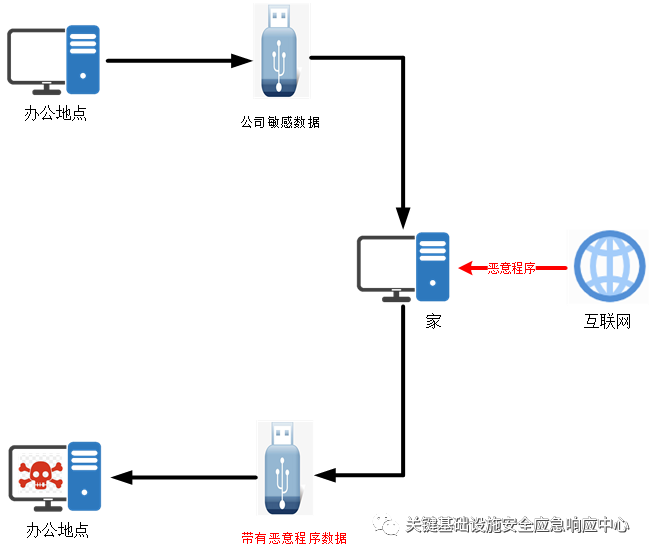 办公地点
公司敏感数据
恶意程序
家
互联网
办公地点
带有恶意程序数据
关键基础设施安全应急响应中心